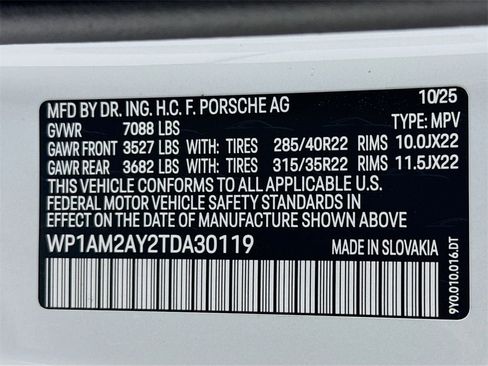 MFD BY DR. ING. H.C. F. PORSCHE AG 10/25
GVWR 7088 LBS TYPE: MPV
GAWR FRONT 3527 LBS WITH: TIRES 285/40R22 RIMS 10.0JX22
GAWR REAR 3682 LBS WITH: TIRES 315/35R22 RIMS 11.5JX22
THIS VEHICLE CONFORMS TO ALL APPLICABLE U.S.
FEDERAL MOTOR VEHICLE SAFETY STANDARDS IN
EFFECT ON THE DATE OF MANUFACTURE SHOWN ABOVE
WP1AM2AY2TDA30119 MADE IN SLOVAKIA
9Y0.010.016.DT